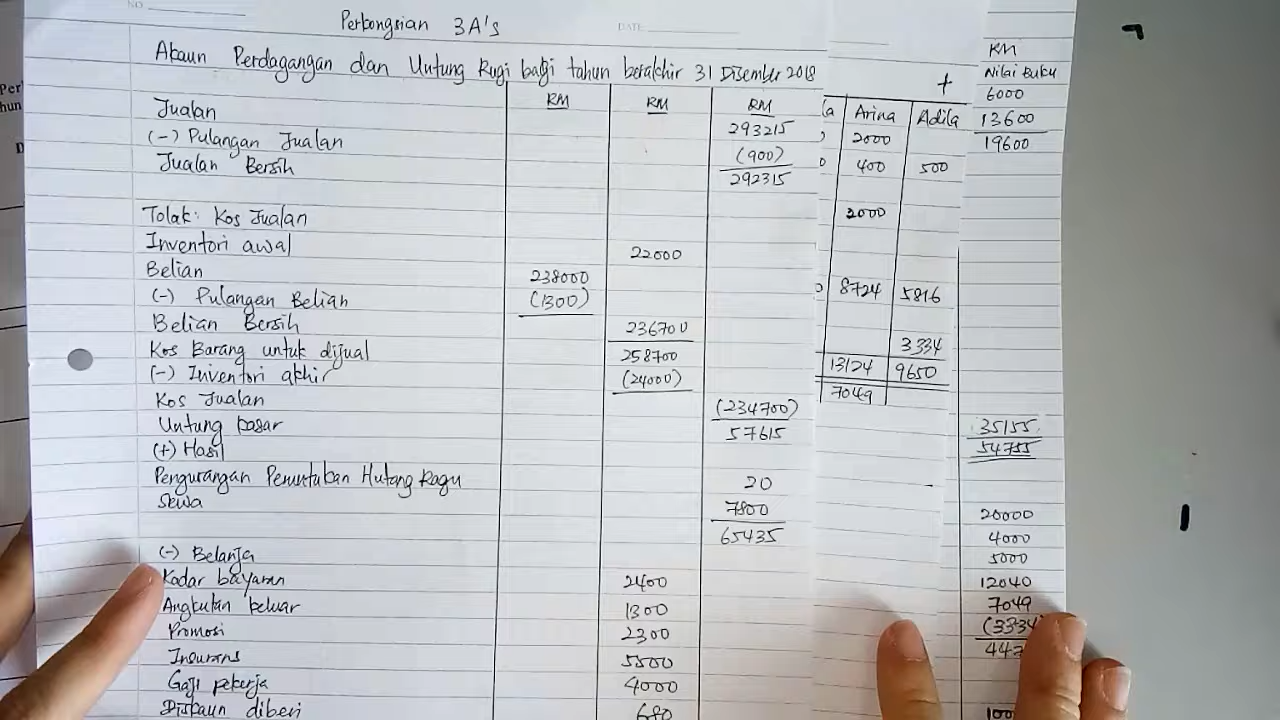 NO.
Perkongsian 3A's
DATE
Akaun Perdagangan dan Untung Rugi bagi tahun berakhir 31 Disember 2018
RM RM RM
Jualan 293215
(-) Pulangan Jualan (900)
Jualan Bersih 292315
Tolak: Kos Jualan
Inventori awal 22000
Belian 238000
(-) Pulangan Belian (1300)
Belian Bersih 236700
Kos Barang untuk dijual 258700
(-) Inventori akhir (24000)
Kos Jualan (234700)
Untung kasar 57615
(+) Hasil
Pengurangan Peruntukan Hutang Ragu 20
Sewa 7800
65435
(-) Belanja
Kadar bayaran 2400
Angkutan keluar 1300
Promosi 2300
Insurans 5500
Gaji pekerja 4000
Diskaun diberi 680
+
Arina Adila
2000
400 500
2000
8724 5816
3334
13124 9650
7049
RM
Nilai Buku
6000
13600
19600
35155
54755
20000
4000
5000
12040
7049
(3334